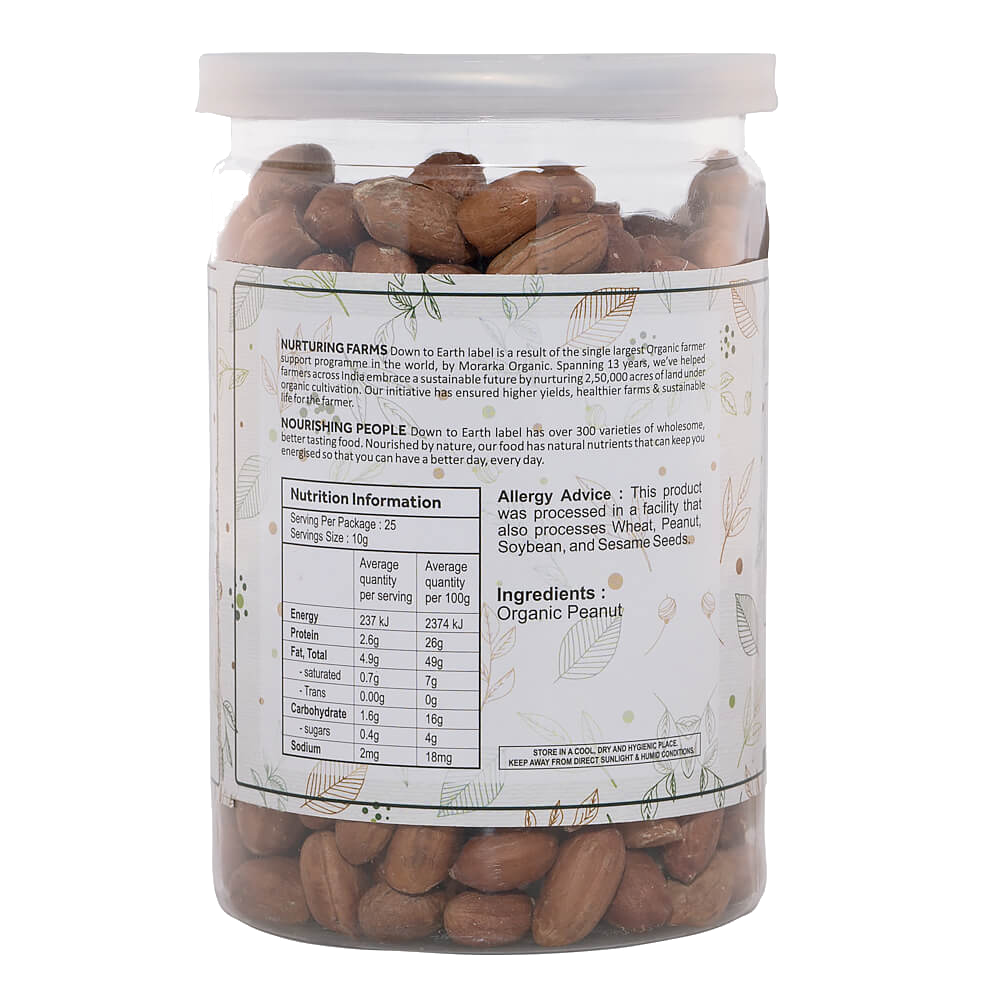 NURTURING FARMS Down to Earth label is a result of the single largest Organic farmer
support programme in the world, by Morarka Organic. Spanning 13 years, we've helped
farmers across India embrace a sustainable future by nurturing 2,50,000 acres of land under
organic cultivation. Our initiative has ensured higher yields, healthier farms & sustainable
life for the farmer.
NOURISHING PEOPLE Down to Earth label has over 300 varieties of wholesome,
better tasting food. Nourished by nature, our food has natural nutrients that can keep you
energised so that you can have a better day, every day.
Nutrition Information
Serving Per Package : 25
Servings Size : 10g
Average quantity per serving Average quantity per 100g
Energy 237 kJ 2374 kJ
Protein 2.6g 26g
Fat, Total 4.9g 49g
- saturated 0.7g 7g
- Trans 0.00g 0g
Carbohydrate 1.6g 16g
- sugars 0.4g 4g
Sodium 2mg 18mg
Allergy Advice : This product
was processed in a facility that
also processes Wheat, Peanut,
Soybean, and Sesame Seeds.
Ingredients :
Organic Peanut
STORE IN A COOL, DRY AND HYGIENIC PLACE.
KEEP AWAY FROM DIRECT SUNLIGHT & HUMID CONDITIONS.